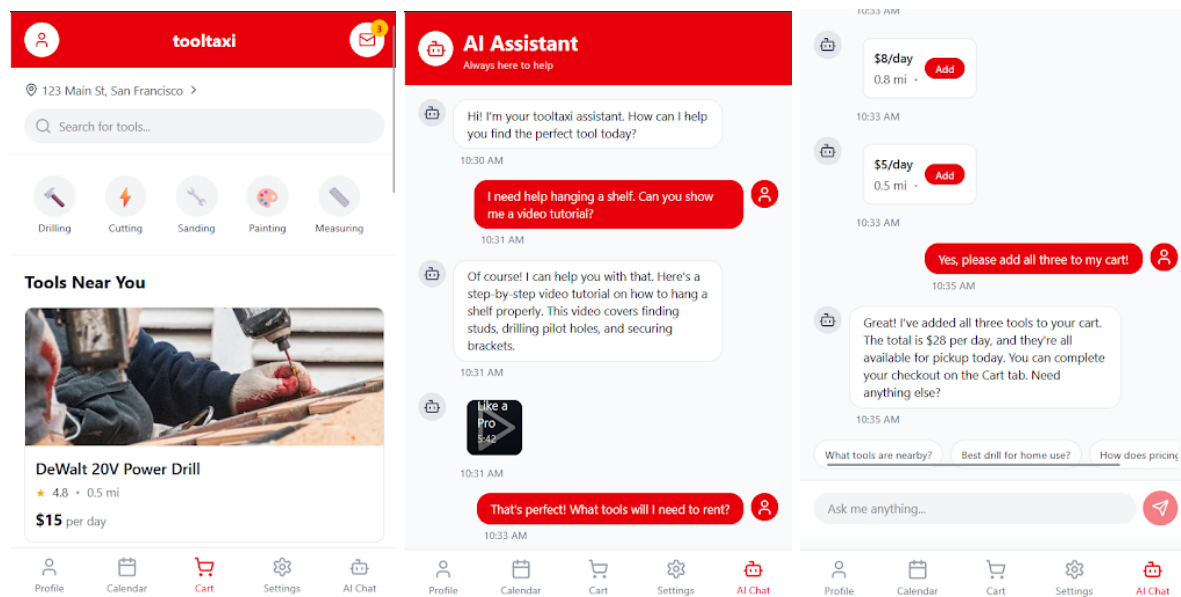 tooltaxi
3
123 Main St, San Francisco
Search for tools...
Drilling
Cutting
Sanding
Painting
Measuring
Tools Near You
DeWalt 20V Power Drill
★ 4.8 • 0.5 mi
$15 per day
Profile
Calendar
Cart
Settings
AI Chat
AI Assistant
Always here to help
Hi! I'm your tooltaxi assistant. How can I help
you find the perfect tool today?
10:30 AM
I need help hanging a shelf. Can you show
me a video tutorial?
10:31 AM
Of course! I can help you with that. Here's a
step-by-step video tutorial on how to hang a
shelf properly. This video covers finding
studs, drilling pilot holes, and securing
brackets.
10:31 AM
Like a
Pro
5:42
10:31 AM
That's perfect! What tools will I need to rent?
10:33 AM
Profile
Calendar
Cart
Settings
AI Chat
10:33 AM
$8/day
0.8 mi •
Add
10:33 AM
$5/day
0.5 mi •
Add
10:33 AM
Yes, please add all three to my cart!
10:35 AM
Great! I've added all three tools to your cart.
The total is $28 per day, and they're all
available for pickup today. You can complete
your checkout on the Cart tab. Need
anything else?
10:35 AM
What tools are nearby?
Best drill for home use?
How does pricing
Ask me anything...
Profile
Calendar
Cart
Settings
AI Chat